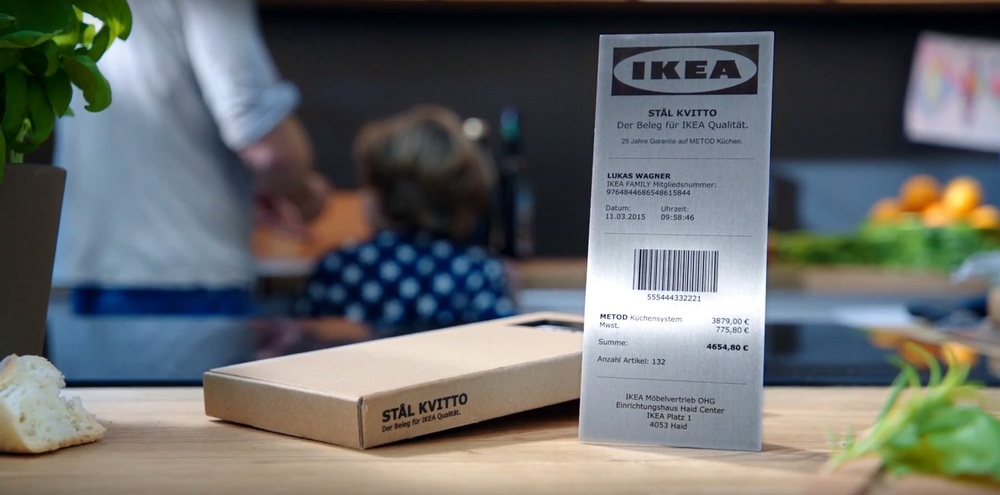 IKEA
STÅL KVITTO
Der Beleg für IKEA Qualität.
25 Jahre Garantie auf METOD Küchen.
LUKAS WAGNER
IKEA FAMILY Mitgliedsnummer:
9764844686548615844
Datum: Uhrzeit:
11.03.2015 09:58:46
555444332221
METOD Küchensystem 3879,00 €
Mwst. 775,80 €
Summe: 4654,80 €
Anzahl Artikel: 132
IKEA Möbelvertrieb OHG
Einrichtungshaus Haid Center
IKEA Platz 1
4053 Haid
STÅL KVITTO
Der Beleg für IKEA Qualität.